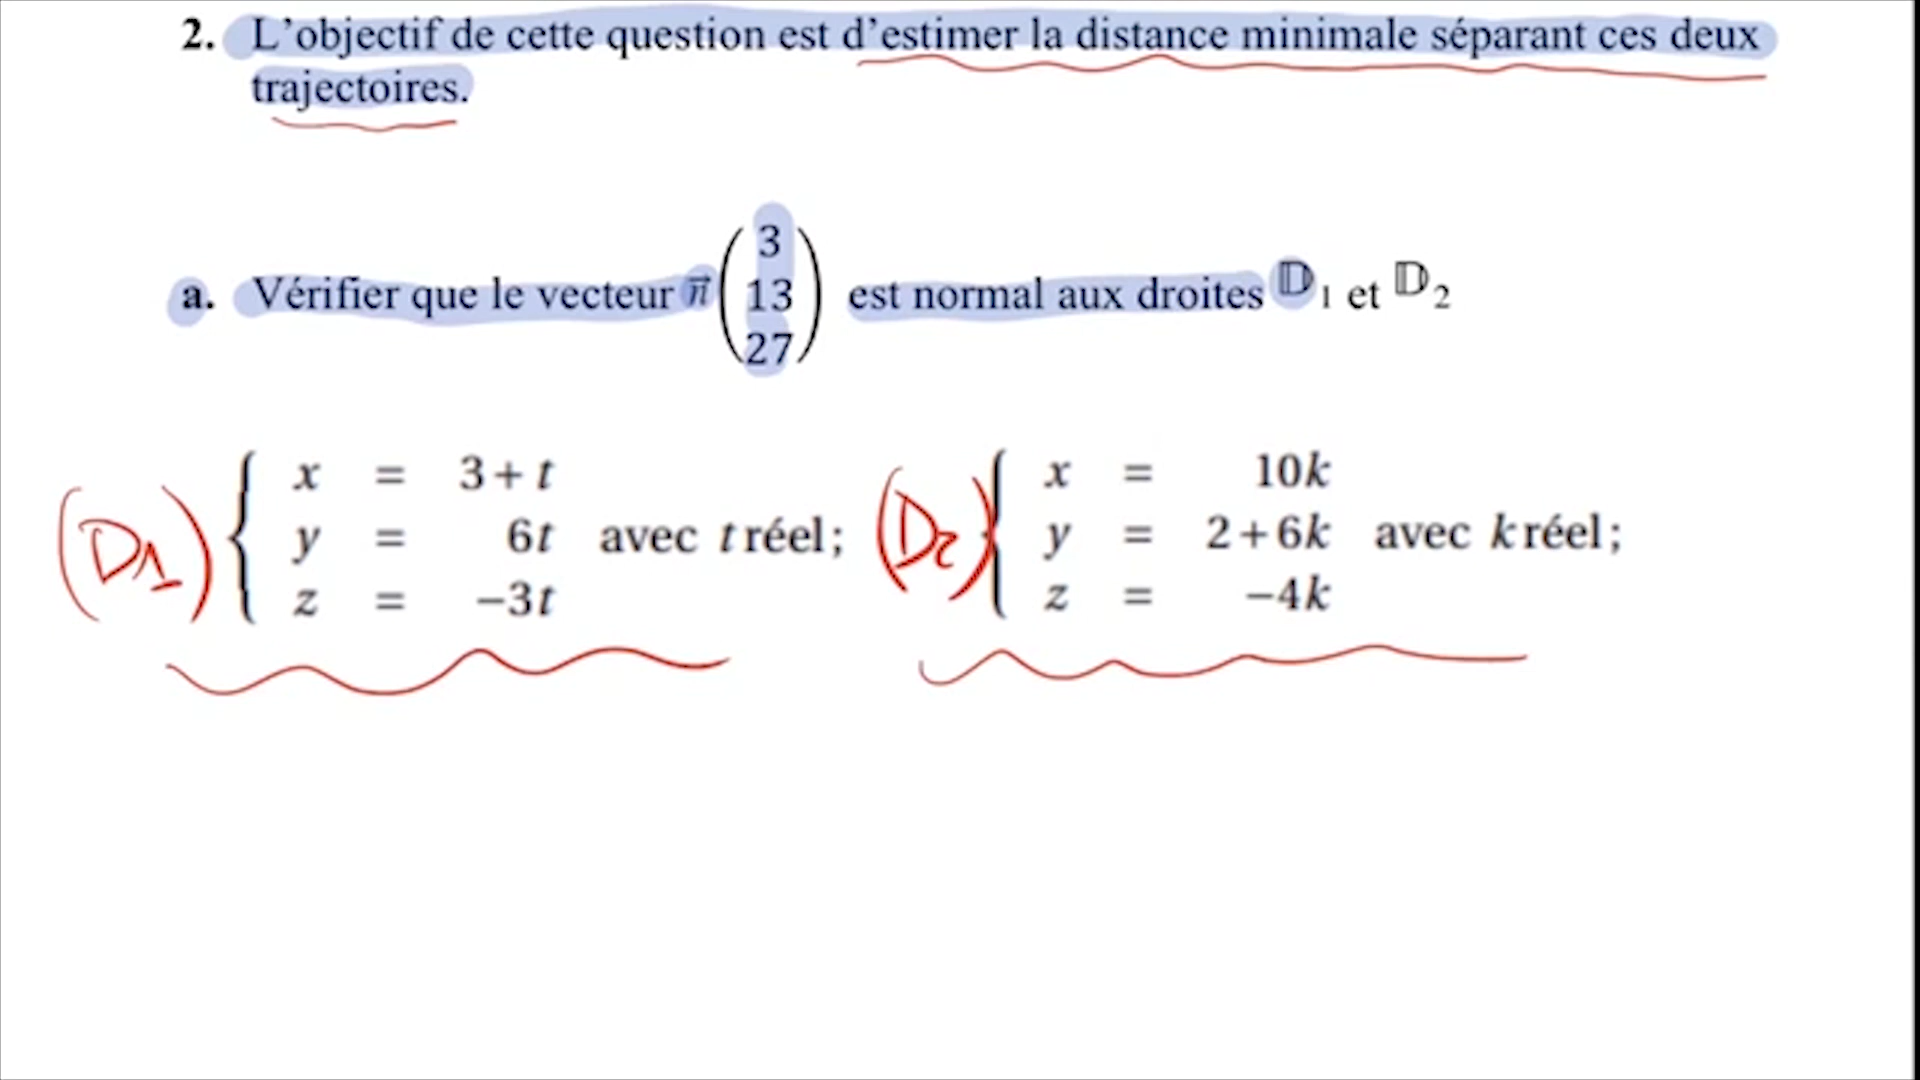 2. L'objectif de cette question est d'estimer la distance minimale séparant ces deux
trajectoires.
a. Vérifier que le vecteur n⃗ (3 13 27) est normal aux droites 𝔻₁ et 𝔻₂
(D1) { x = 3+t
y = 6t avec t réel;
z = −3t
(D2) { x = 10k
y = 2+6k avec k réel;
z = −4k